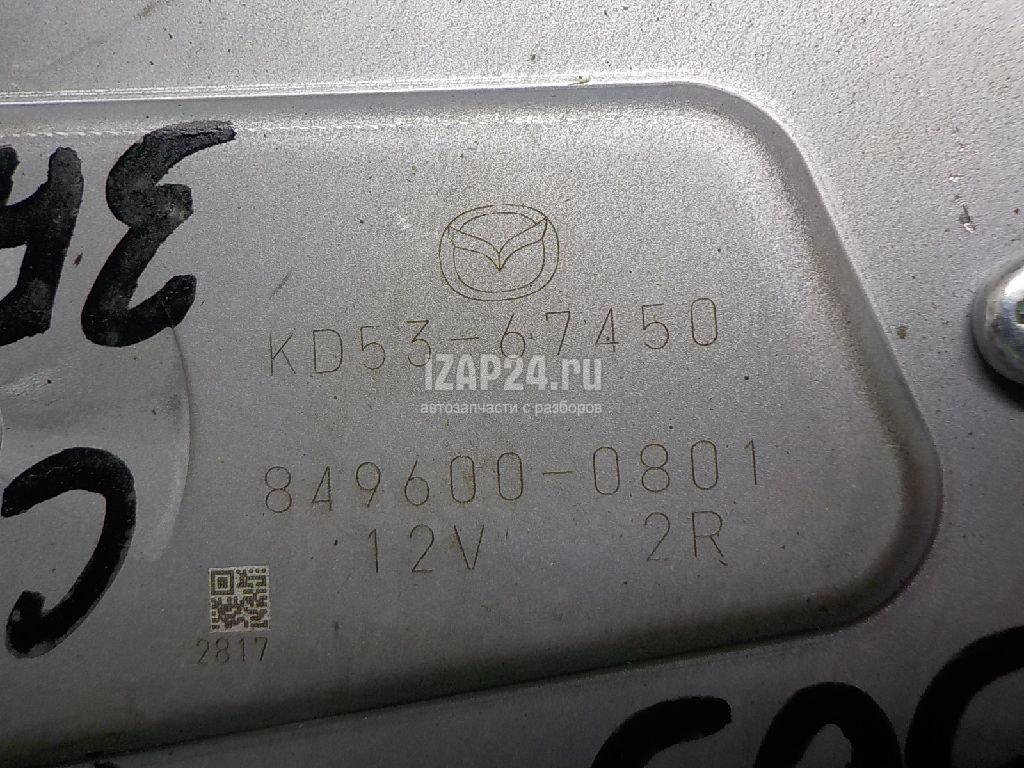 KD53-67450
IZAP24.ru
автозапчасти с разборов
849600-0801
12V 2R
2817